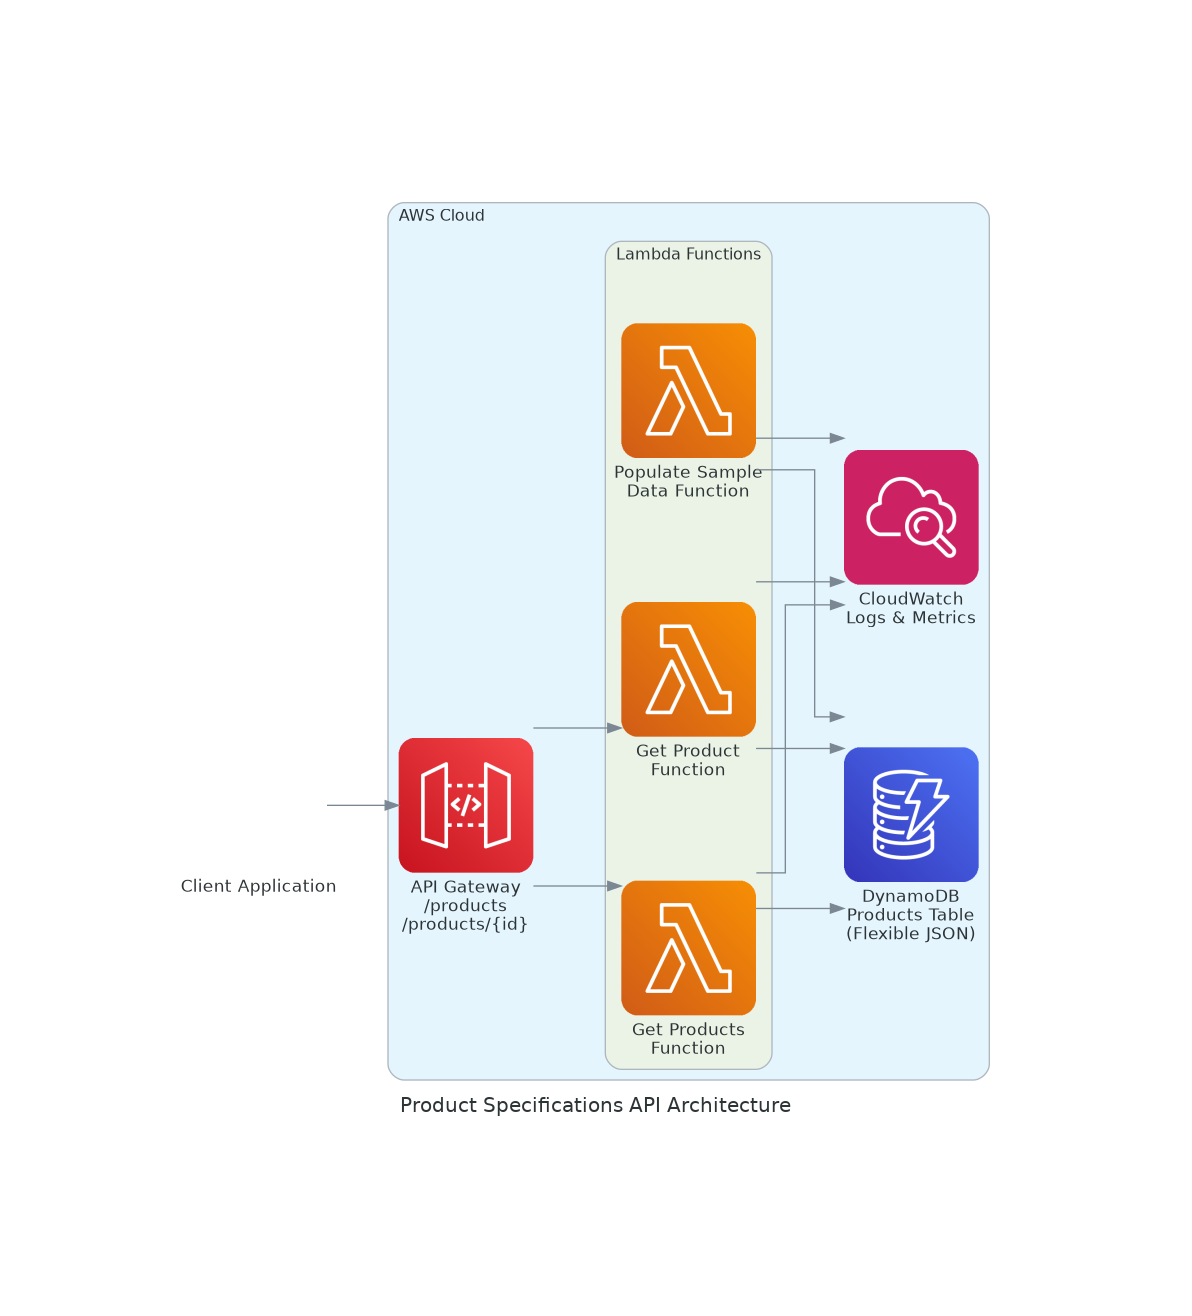 AWS Cloud
Lambda Functions
Populate Sample
Data Function
CloudWatch
Logs & Metrics
Get Product
Function
Client Application
API Gateway
/products
/products/{id}
</>
DynamoDB
Products Table
(Flexible JSON)
Get Products
Function
Product Specifications API Architecture